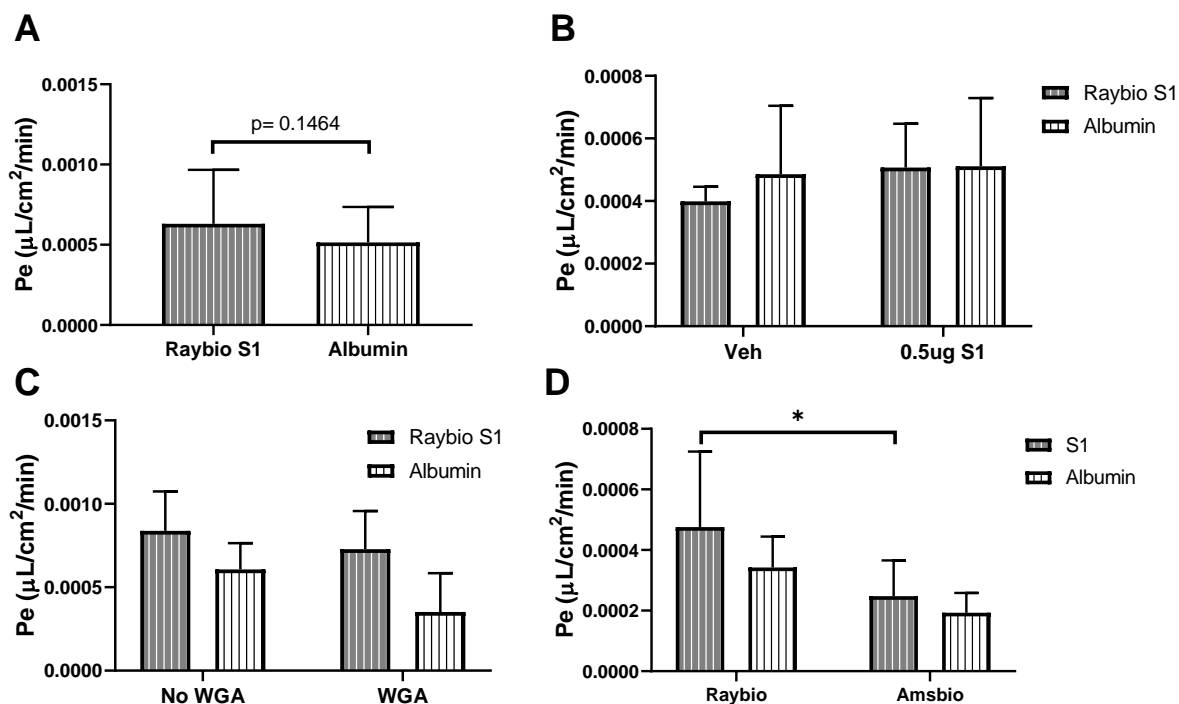 A
Pe (μL/cm²/min)
0.0015
0.0010
0.0005
0.0000
p= 0.1464
Raybio S1 Albumin
B
Pe (μL/cm²/min)
0.0008
0.0006
0.0004
0.0002
0.0000
Veh 0.5ug S1
Raybio S1
Albumin
C
Pe (μL/cm²/min)
0.0015
0.0010
0.0005
0.0000
No WGA WGA
Raybio S1
Albumin
D
Pe (μL/cm²/min)
0.0008
0.0006
0.0004
0.0002
0.0000
*
Raybio Amsbio
S1
Albumin